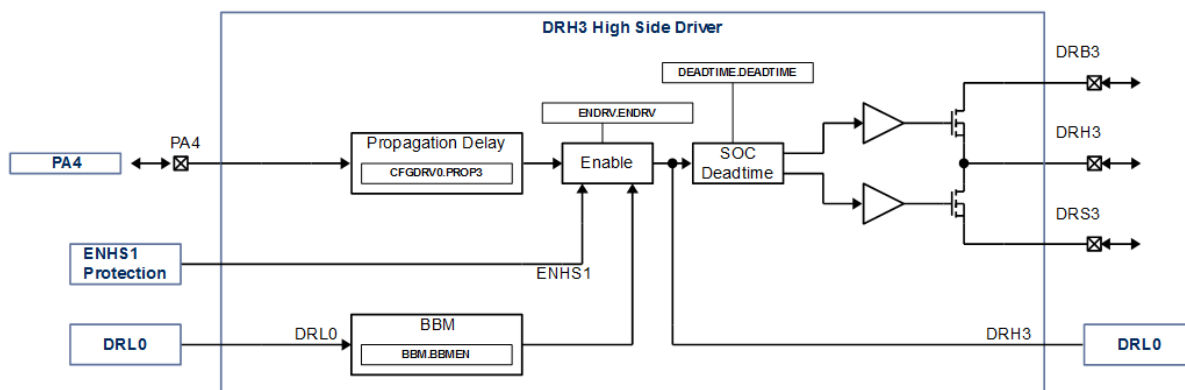 DRH3 High Side Driver
DRB3
DEADTIME.DEADTIME
ENDRV.ENDRV
PA4
PA4
Propagation Delay
CFGDRV0.PROP3
Enable
SOC
Deadtime
DRH3
DRS3
ENHS1
Protection
ENHS1
DRL0
DRL0
BBM
BBM.BBMEN
DRH3
DRL0